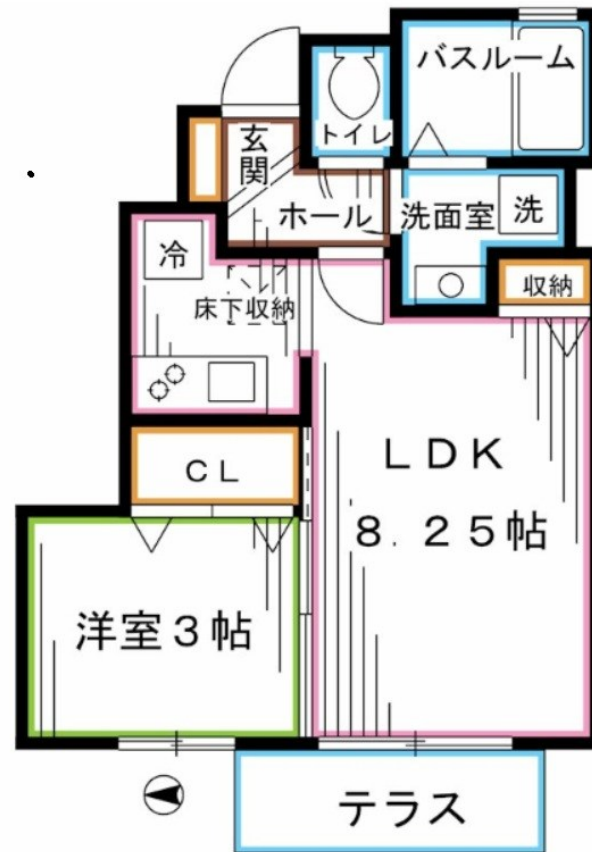 バスルーム
トイレ
玄関
ホール
洗面室
洗
冷
床下収納
収納
CL
LDK
8.25帖
洋室3帖
テラス